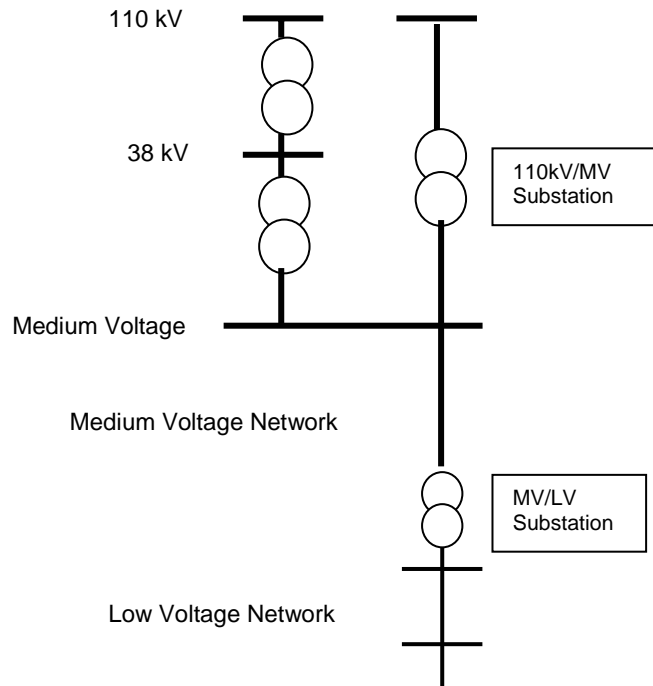 110 kV
38 kV
110kV/MV
Substation
Medium Voltage
Medium Voltage Network
MV/LV
Substation
Low Voltage Network